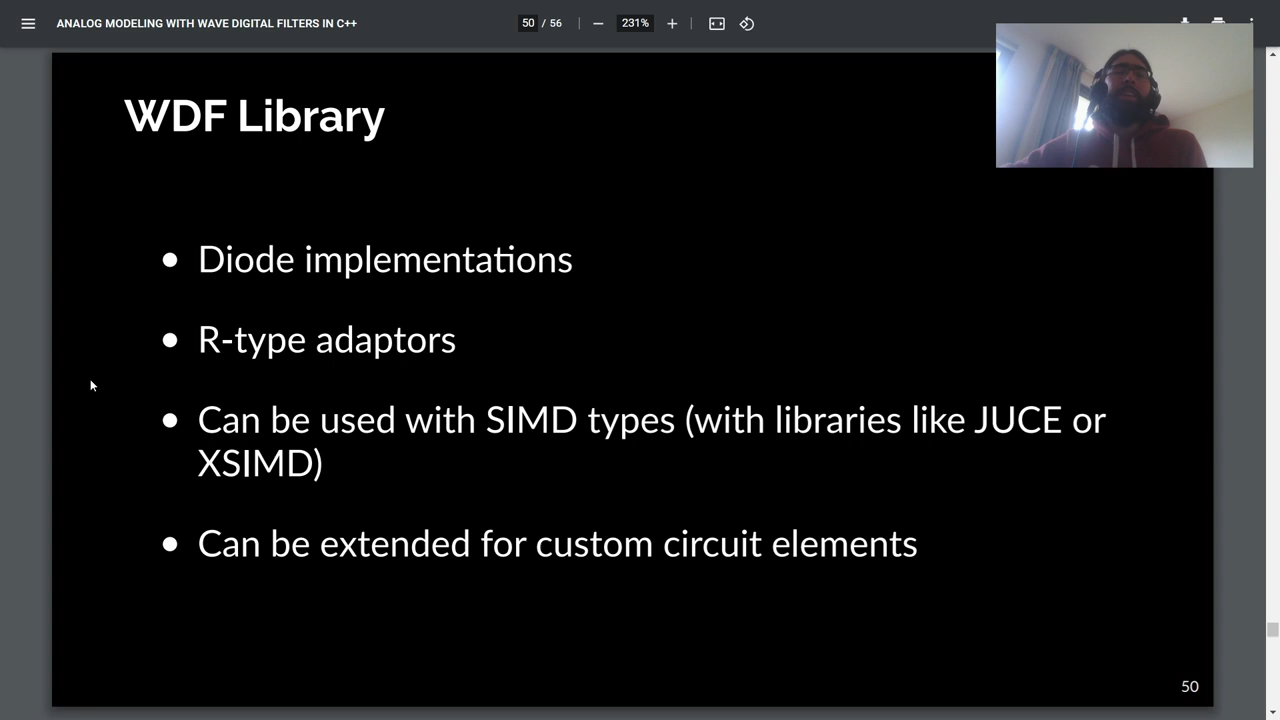 ANALOG MODELING WITH WAVE DIGITAL FILTERS IN C++
50 / 56
231%
WDF Library
● Diode implementations
● R-type adaptors
● Can be used with SIMD types (with libraries like JUCE or
XSIMD)
● Can be extended for custom circuit elements
50